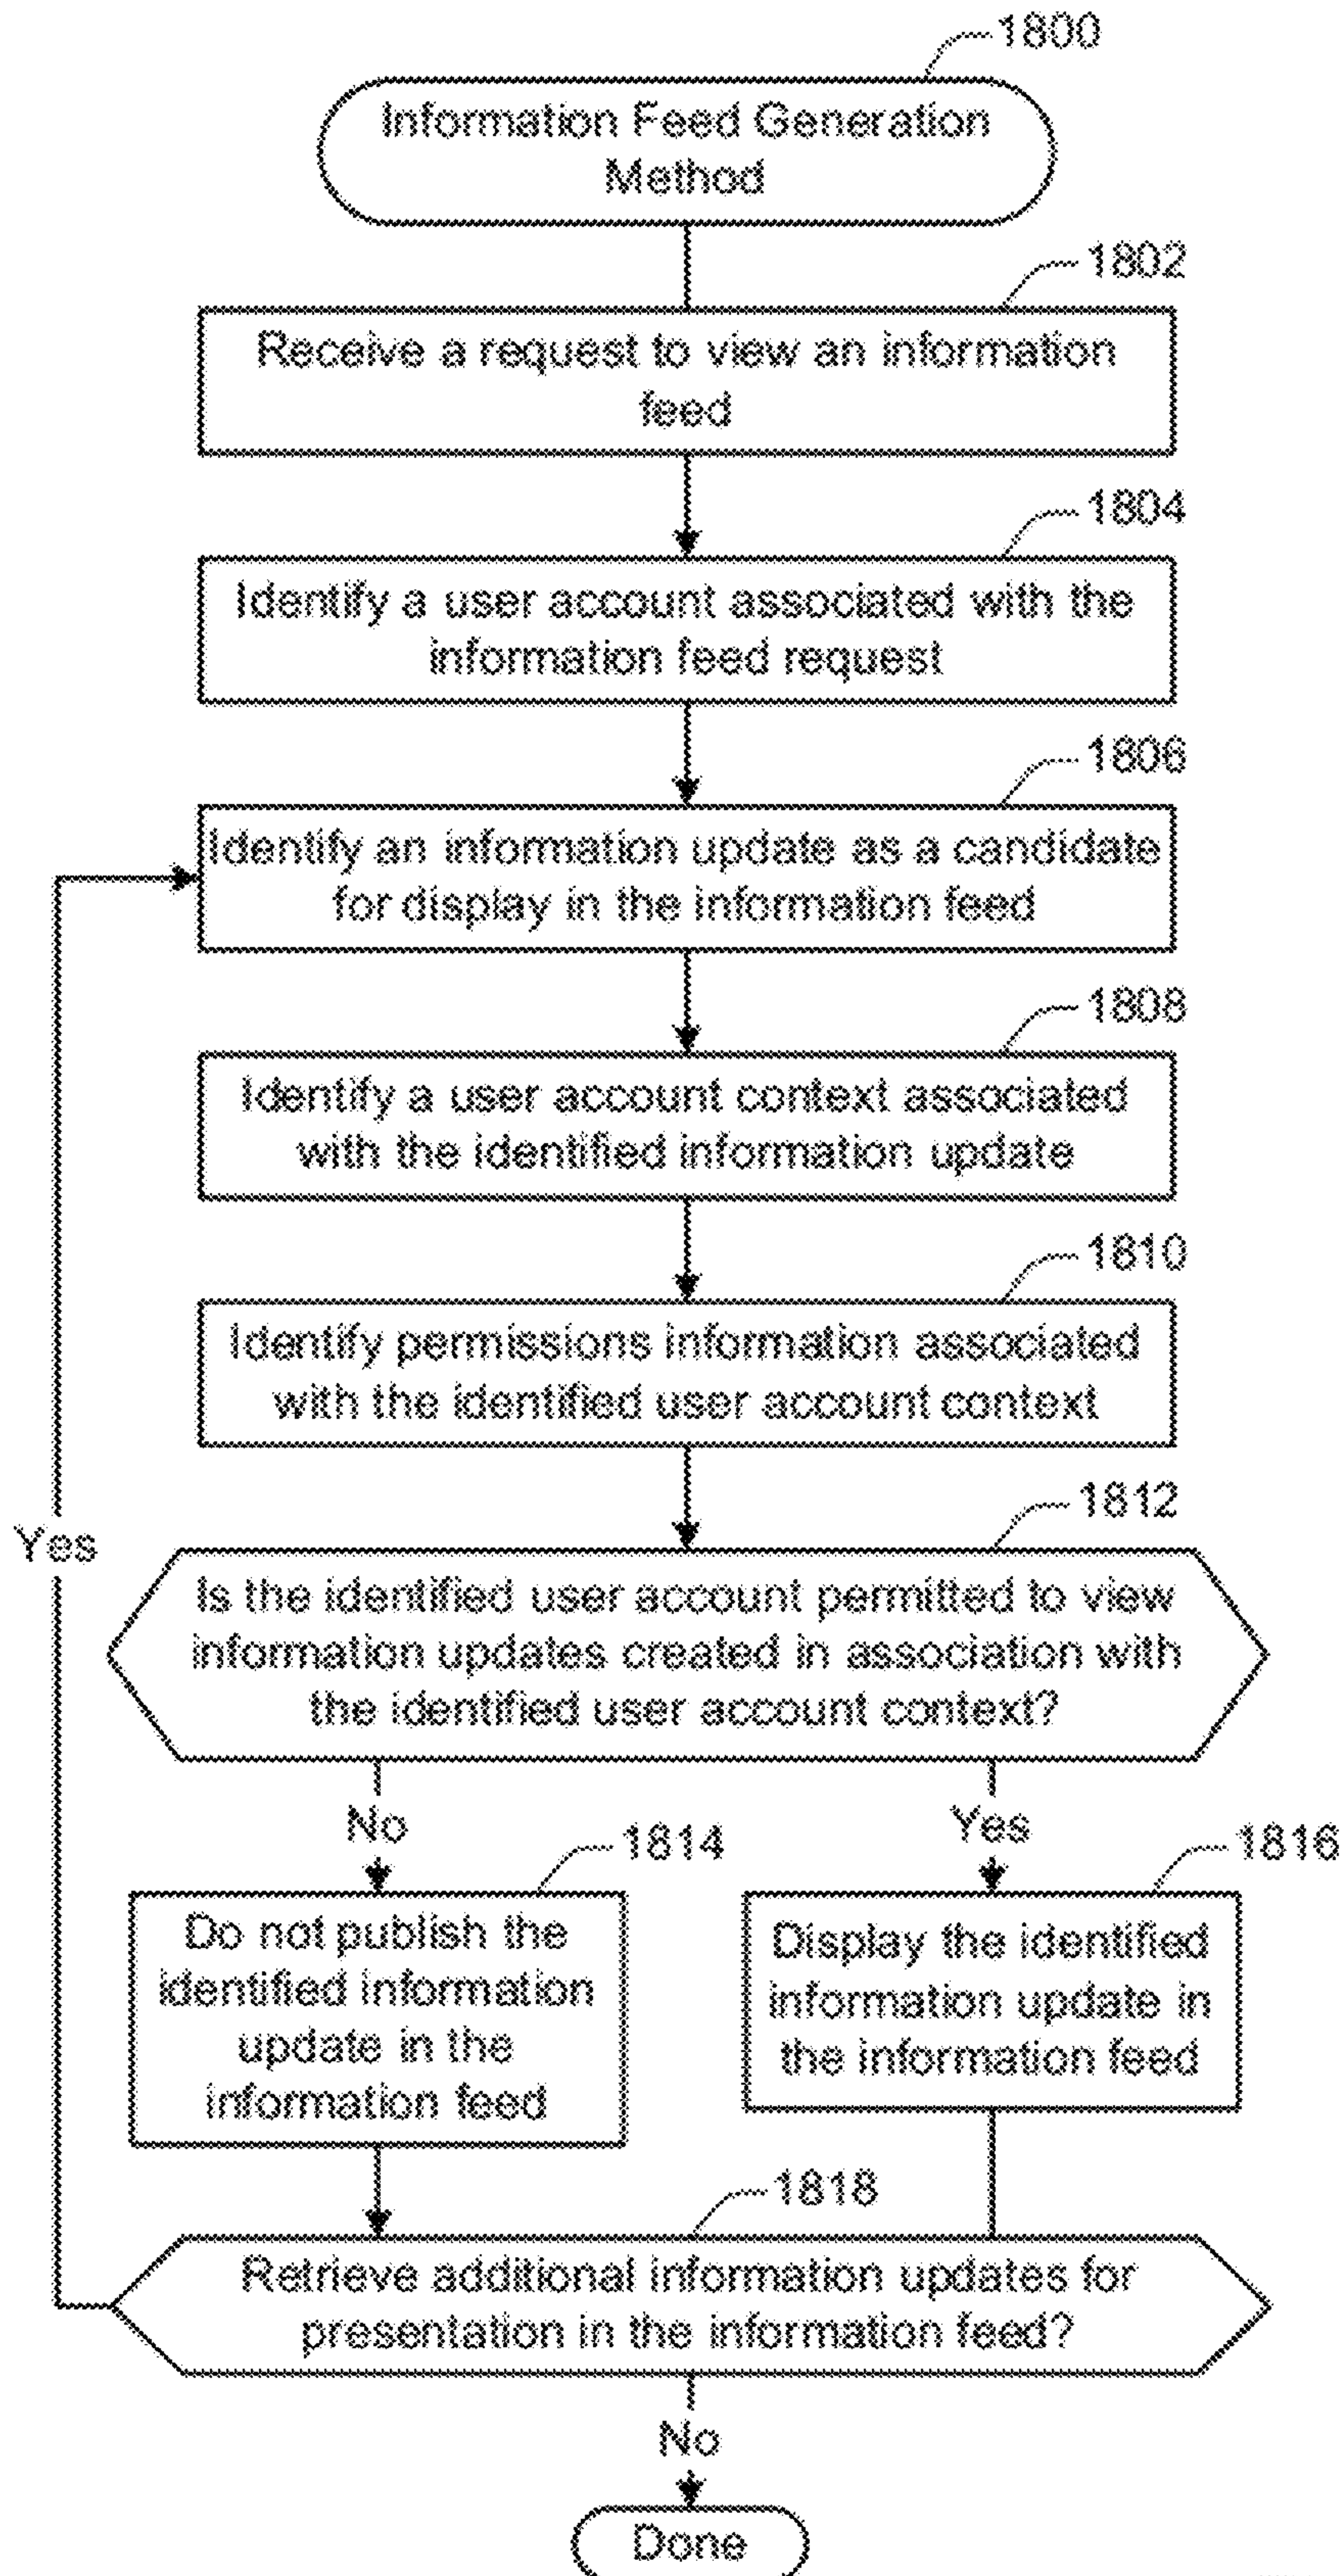 1800
Information Feed Generation
Method
1802
Receive a request to view an information
feed
1804
Identify a user account associated with the
information feed request
1806
Identify an information update as a candidate
for display in the information feed
1808
Identify a user account context associated
with the identified information update
1810
Identify permissions information associated
with the identified user account context
Yes
1812
Is the identified user account permitted to view
information updates created in association with
the identified user account context?
No
Yes
1814
Do not publish the
identified information
update in the
information feed
1816
Display the identified
information update in
the information feed
1818
Retrieve additional information updates for
presentation in the information feed?
No
Done